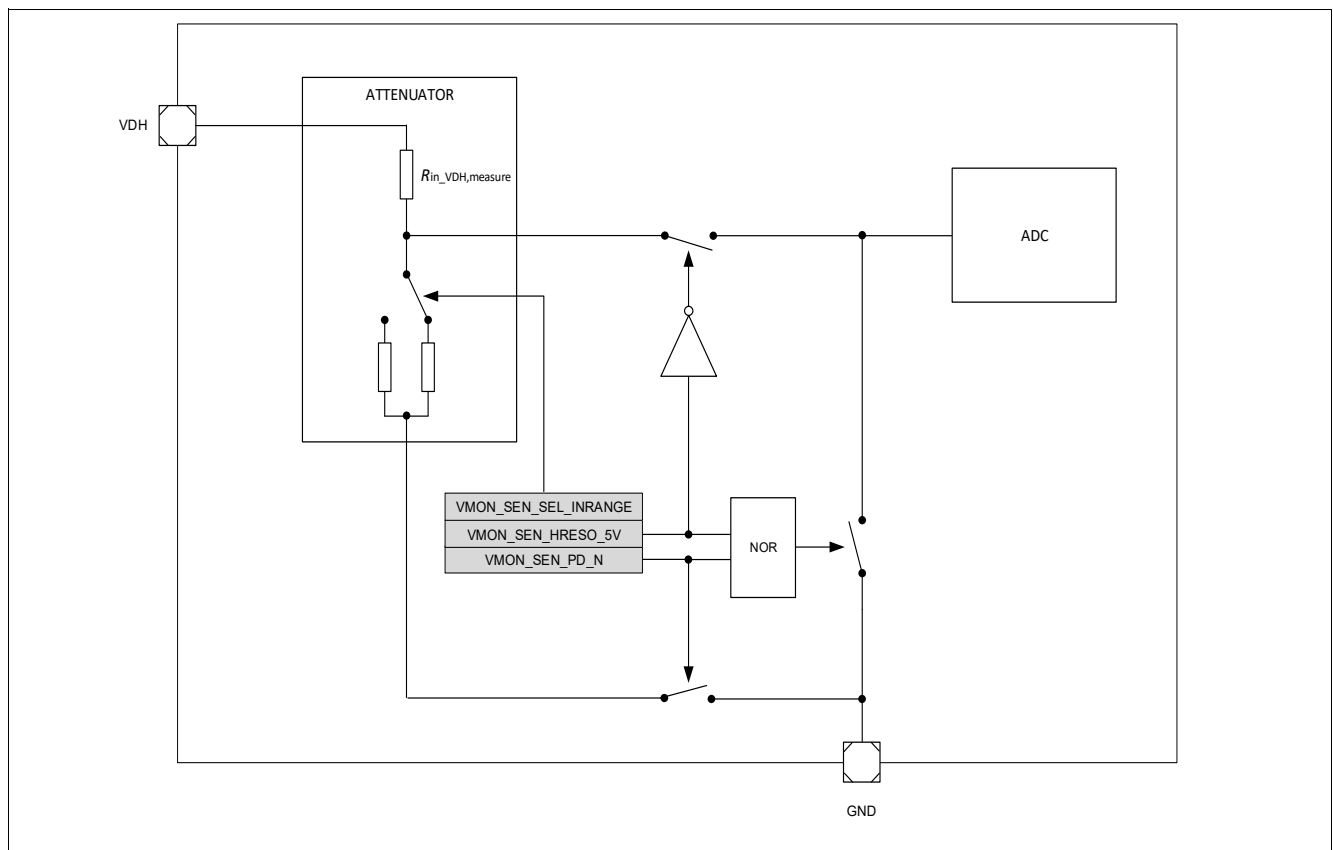 ATTENUATOR
VDH
Rin_VDH,measure
ADC
VMON_SEN_SEL_INRANGE
VMON_SEN_HRESO_5V
VMON_SEN_PD_N
NOR
GND